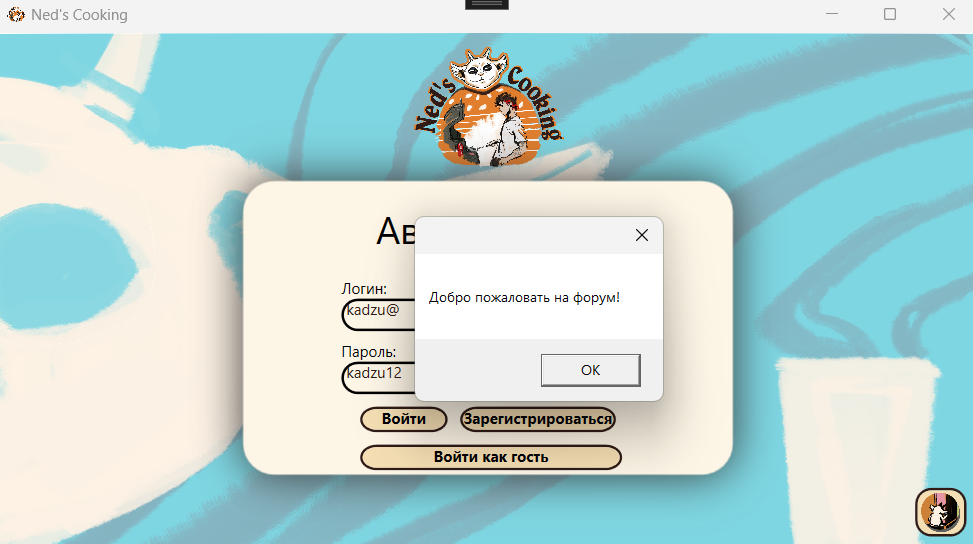 Ned's Cooking
Ned's Cooking
Ав
Логин:
kadzu@
Пароль:
kadzu12
Добро пожаловать на форум!
OK
Войти
Зарегистрироваться
Войти как гость